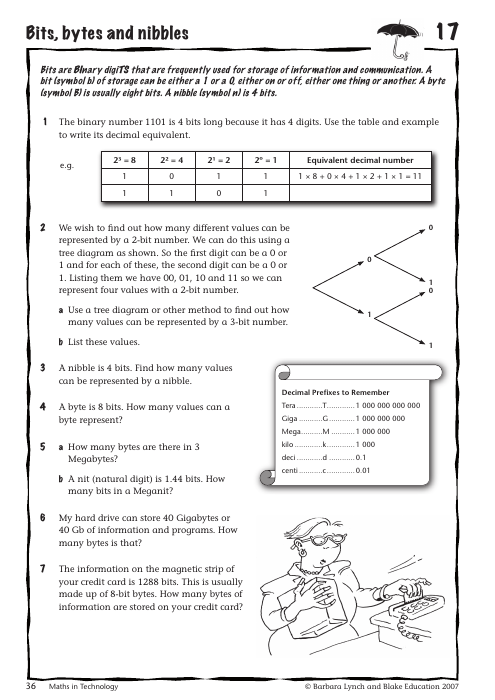 Bits, bytes and nibbles
17
Bits are BInary digiTS that are frequently used for storage of information and communication. A
bit (symbol b) of storage can be either a 1 or a 0, either on or off, either one thing or another. A byte
(symbol B) is usually eight bits. A nibble (symbol n) is 4 bits.
1 The binary number 1101 is 4 bits long because it has 4 digits. Use the table and example
to write its decimal equivalent.
e.g.
2³ = 8 2² = 4 2¹ = 2 2⁰ = 1 Equivalent decimal number
1 0 1 1 1 × 8 + 0 × 4 + 1 × 2 + 1 × 1 = 11
1 1 0 1
2 We wish to find out how many different values can be
represented by a 2-bit number. We can do this using a
tree diagram as shown. So the first digit can be a 0 or
1 and for each of these, the second digit can be a 0 or
1. Listing them we have 00, 01, 10 and 11 so we can
represent four values with a 2-bit number.
a Use a tree diagram or other method to find out how
many values can be represented by a 3-bit number.
b List these values.
0
0
1
0
1
1
3 A nibble is 4 bits. Find how many values
can be represented by a nibble.
4 A byte is 8 bits. How many values can a
byte represent?
5 a How many bytes are there in 3
Megabytes?
b A nit (natural digit) is 1.44 bits. How
many bits in a Meganit?
Decimal Prefixes to Remember
Tera ............T............1 000 000 000 000
Giga ...........G............1 000 000 000
Mega.........M ............1 000 000
kilo ............k............1 000
deci ............d ............0.1
centi ..........c............0.01
6 My hard drive can store 40 Gigabytes or
40 Gb of information and programs. How
many bytes is that?
7 The information on the magnetic strip of
your credit card is 1288 bits. This is usually
made up of 8-bit bytes. How many bytes of
information are stored on your credit card?
36 Maths in Technology
© Barbara Lynch and Blake Education 2007